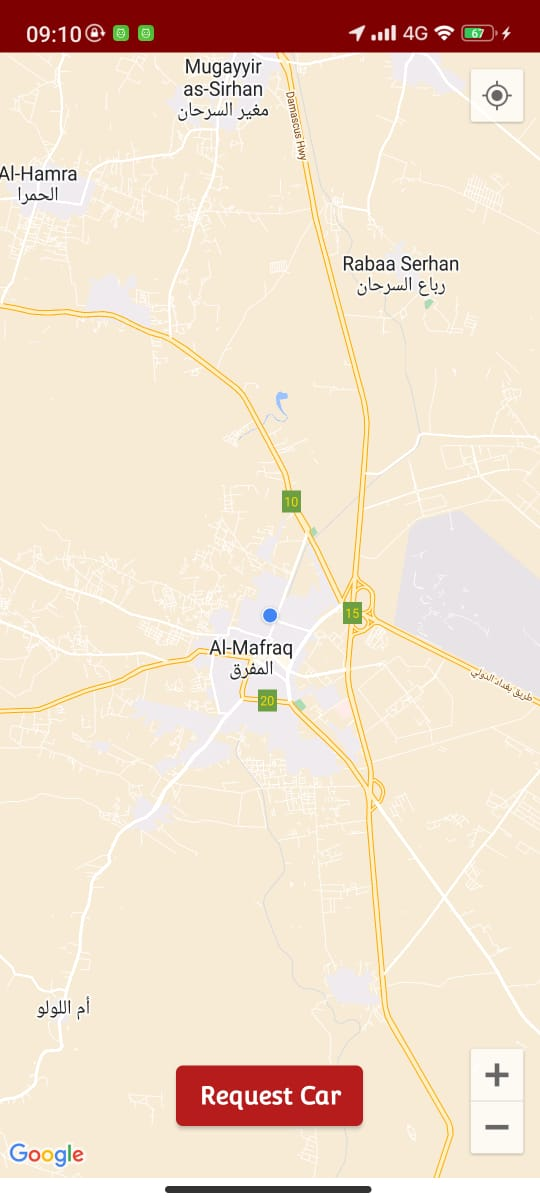 09:10
4G
67
Mugayyir
as-Sirhan
مغير السرحان
Damascus Hwy
Al-Hamra
الحمرا
Rabaa Serhan
رباع السرحان
10
15
Al-Mafraq
المفرق
طريق بغداد الدولي
20
أم اللولو
Request Car
+
−
Google